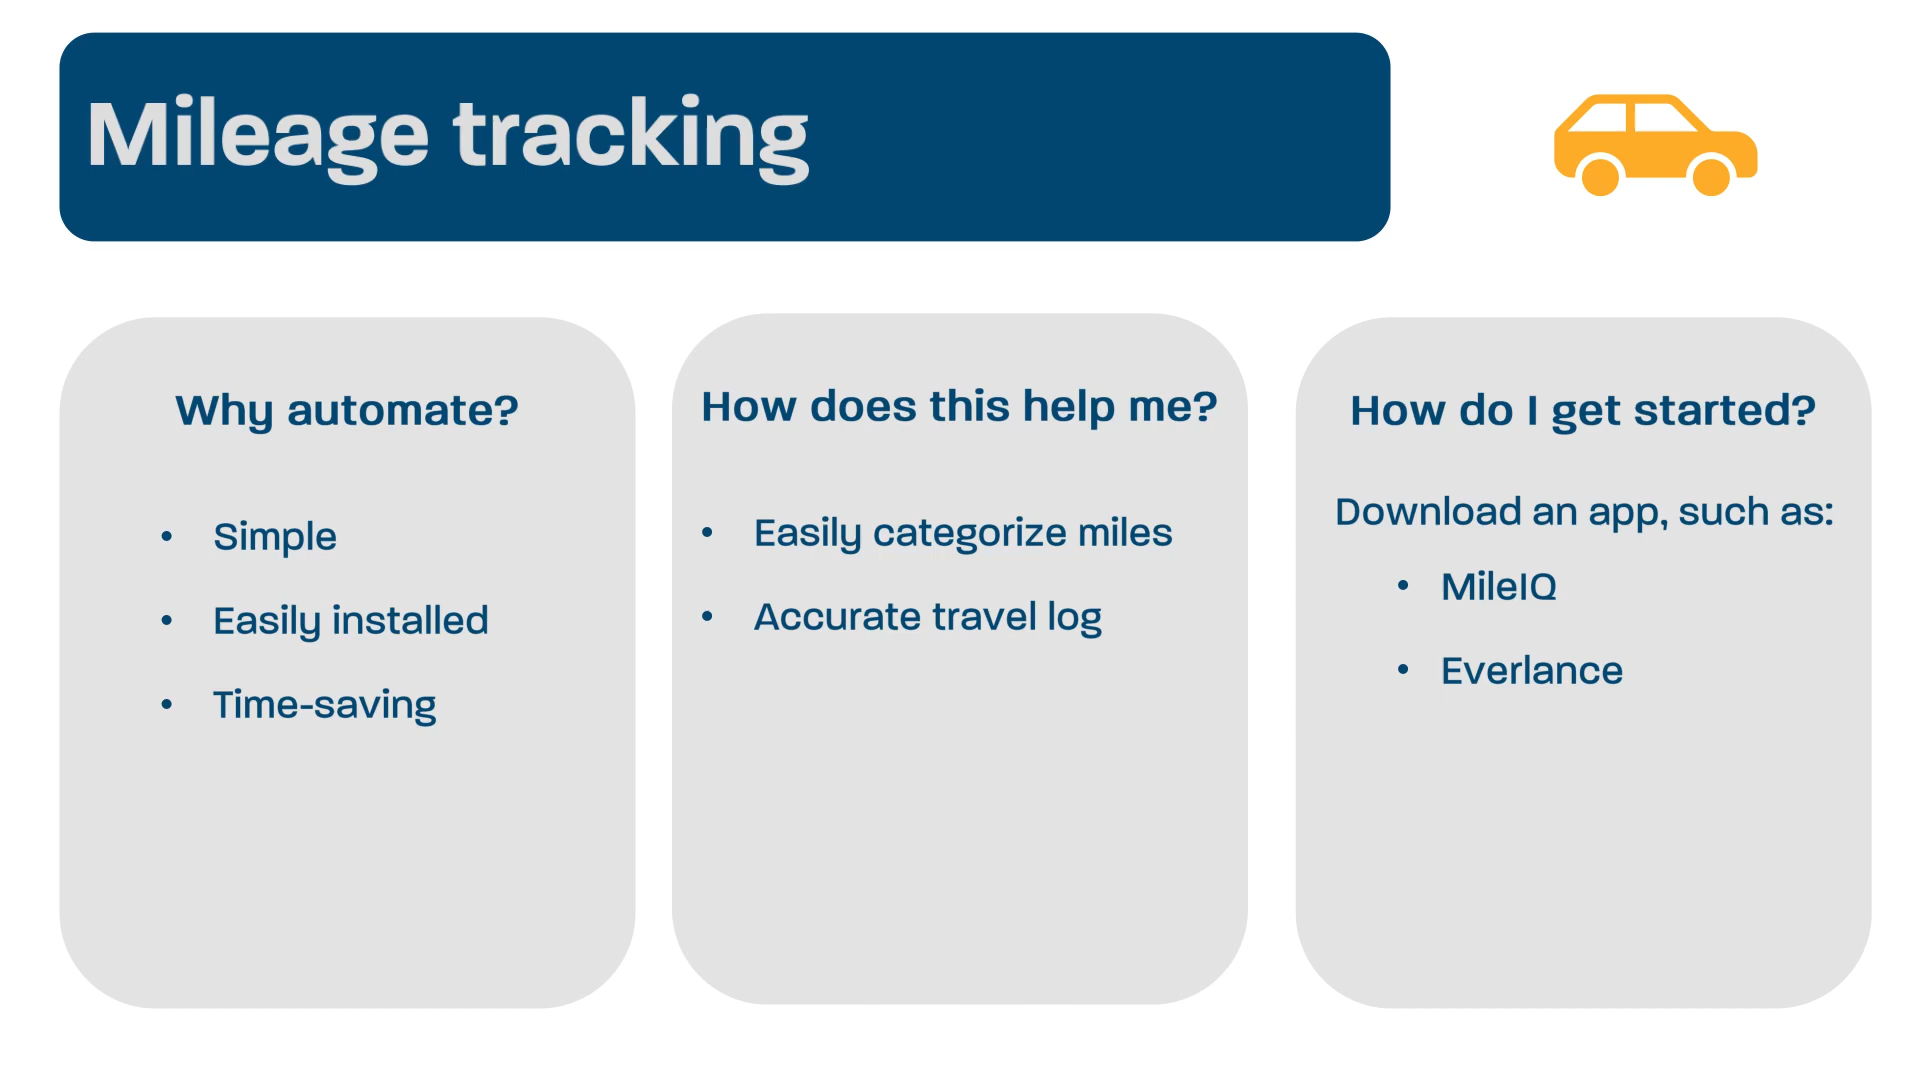 Mileage tracking
Why automate?
• Simple
• Easily installed
• Time-saving
How does this help me?
• Easily categorize miles
• Accurate travel log
How do I get started?
Download an app, such as:
• MileIQ
• Everlance